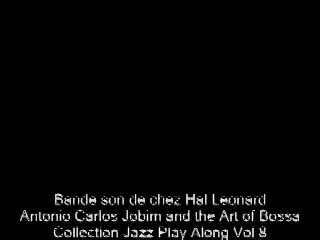 Bande son de chez Hal Leonard
Antonio Carlos Jobim and the Art of Bossa
Collection Jazz Play Along Vol 8